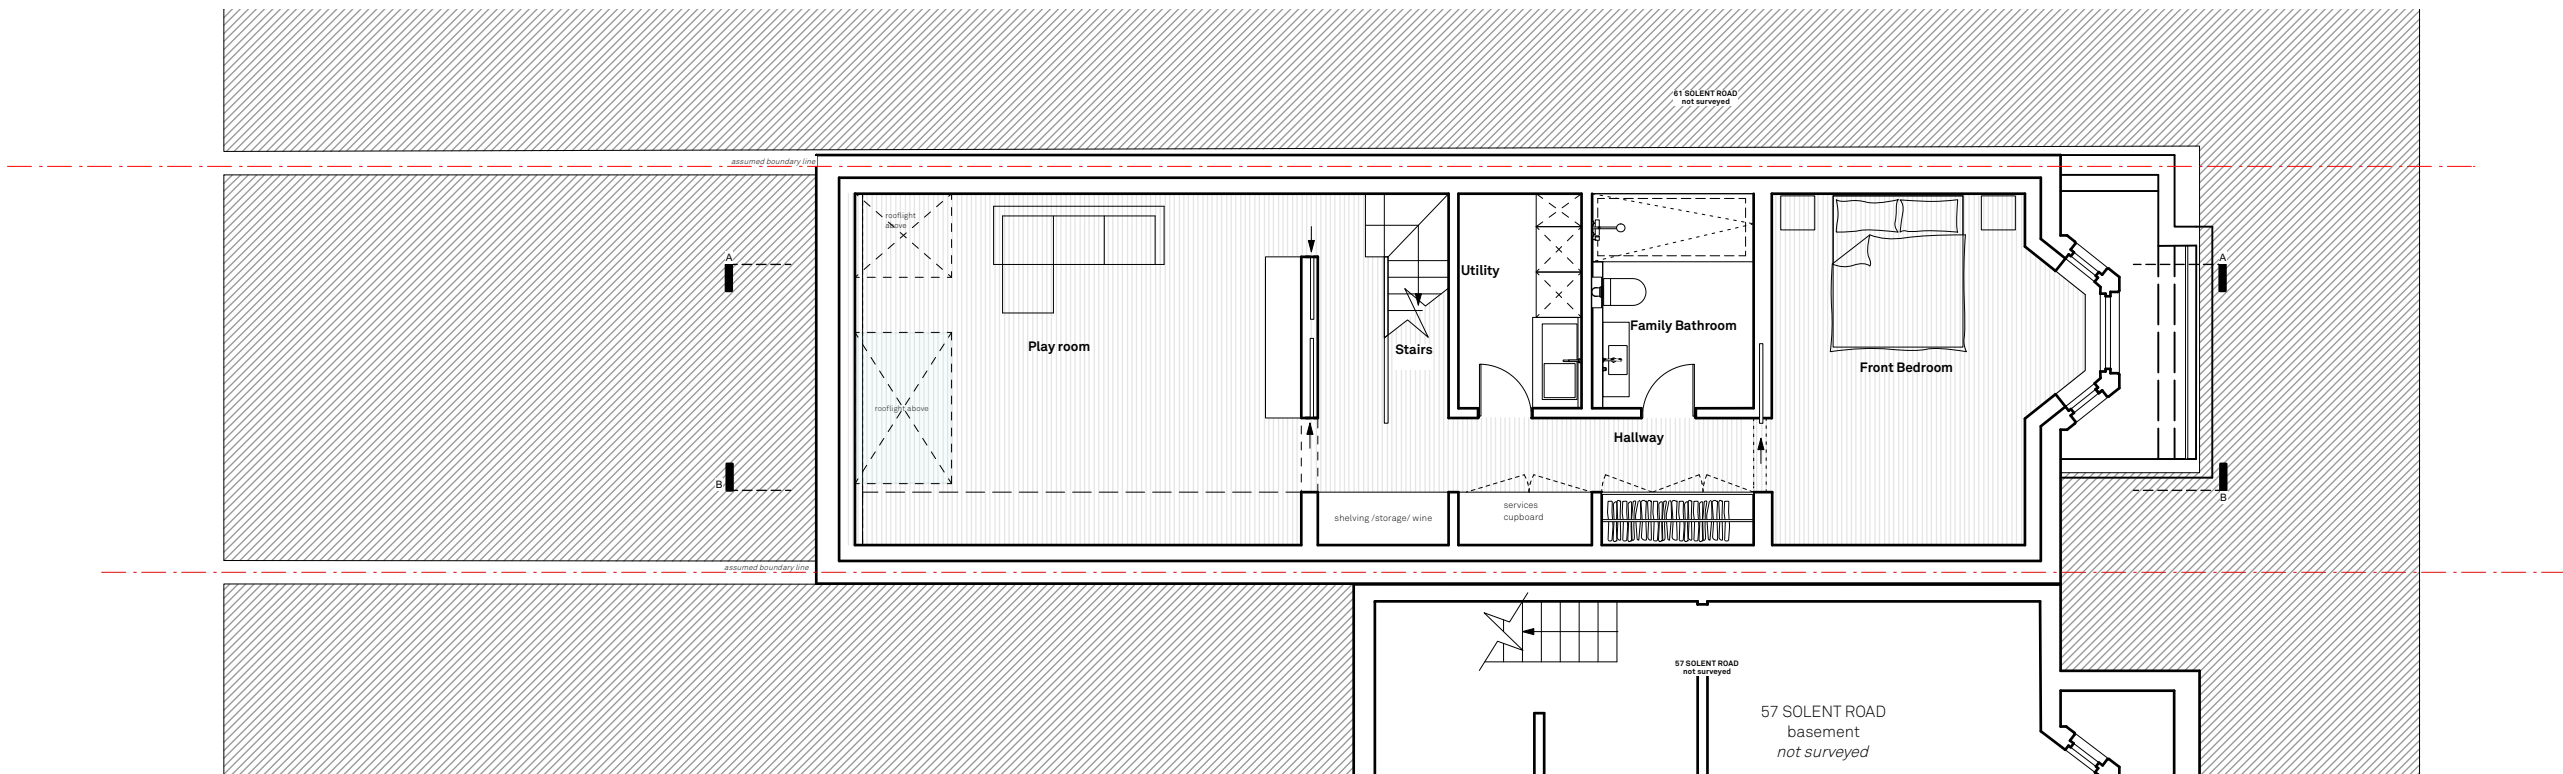 61 SOLENT ROAD
not surveyed
assumed boundary line
rooflight
above
A
A
Utility
Family Bathroom
Play room
Stairs
Front Bedroom
rooflight above
Hallway
B
B
services
cupboard
shelving /storage/ wine
assumed boundary line
57 SOLENT ROAD
not surveyed
57 SOLENT ROAD
basement
not surveyed